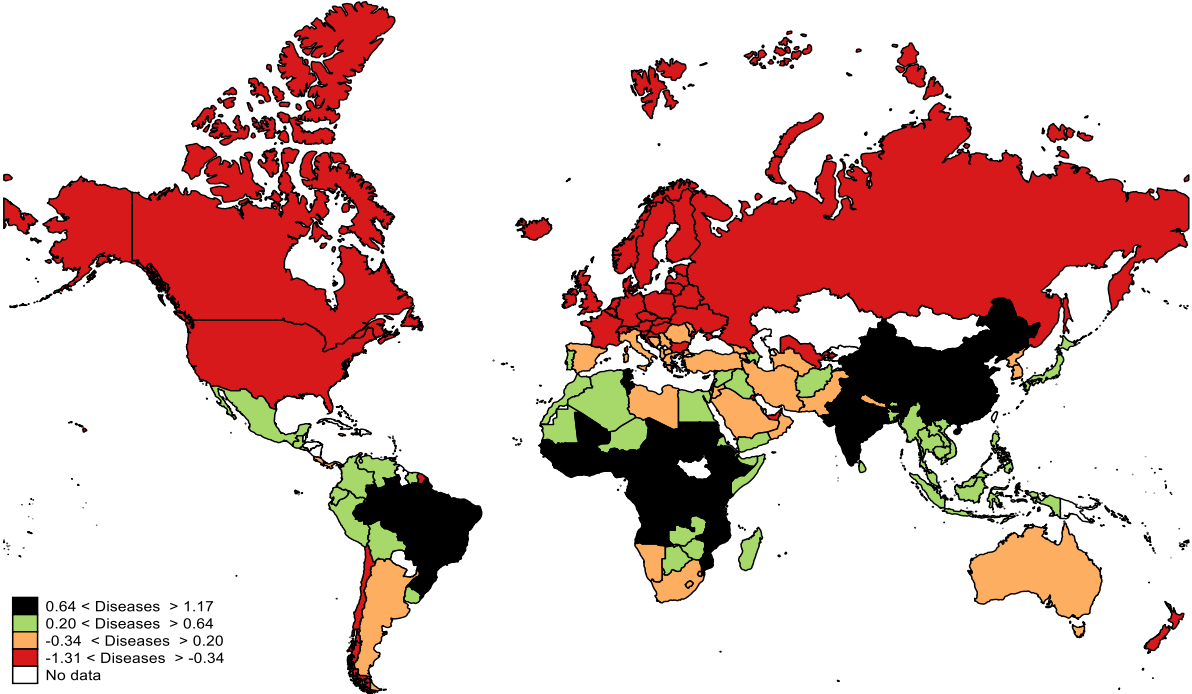 0.64 < Diseases > 1.17
0.20 < Diseases > 0.64
-0.34 < Diseases > 0.20
-1.31 < Diseases > -0.34
No data